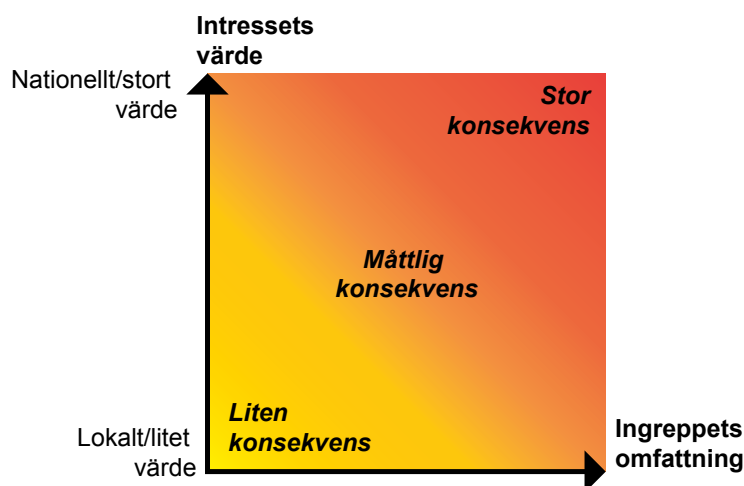 Intressets
värde
Nationellt/stort
värde
Stor
konsekvens
Måttlig
konsekvens
Liten
konsekvens
Lokalt/litet
värde
Ingreppets
omfattning